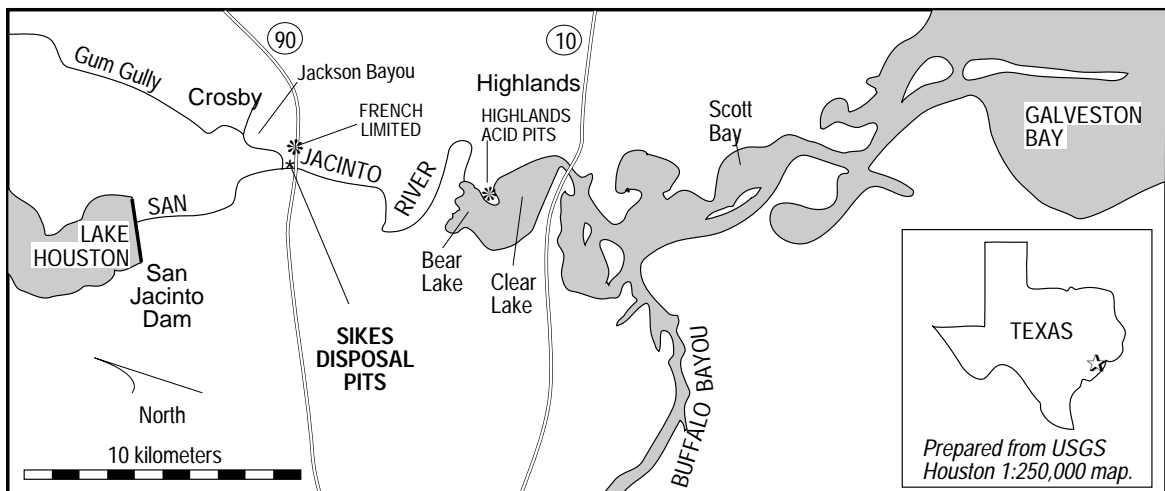 90
10
Gum Gully
Jackson Bayou
Crosby
FRENCH
LIMITED
Highlands
HIGHLANDS
ACID PITS
Scott
Bay
GALVESTON
BAY
SAN
JACINTO
RIVER
LAKE
HOUSTON
San
Jacinto
Dam
Bear
Lake
Clear
Lake
SIKES
DISPOSAL
PITS
BUFFALO BAYOU
North
10 kilometers
TEXAS
Prepared from USGS
Houston 1:250,000 map.